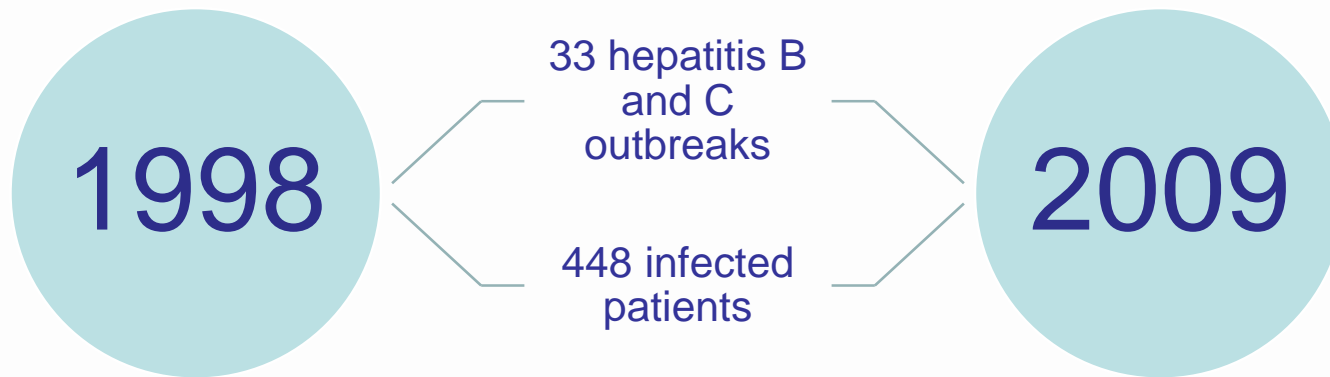 1998
33 hepatitis B
and C
outbreaks
448 infected
patients
2009